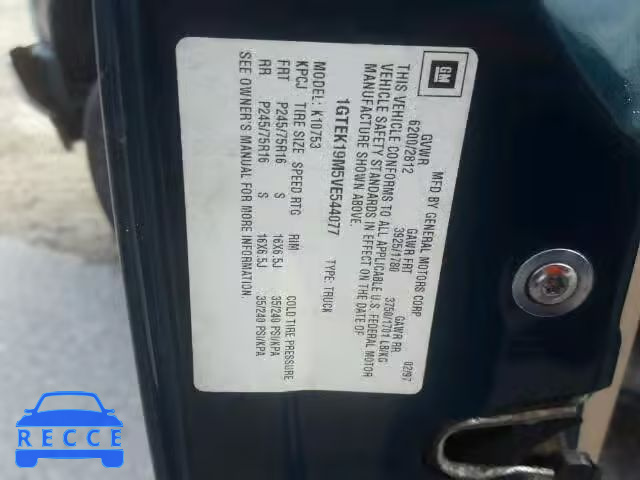 GM
MFD BY GENERAL MOTORS CORP
02/97
GVWR
GAWR FRT
GAWR RR
6200/2812
3925/1780
3750/1701 LB/KG
THIS VEHICLE CONFORMS TO ALL APPLICABLE U.S. FEDERAL MOTOR
VEHICLE SAFETY STANDARDS IN EFFECT ON THE DATE OF
MANUFACTURE SHOWN ABOVE.
1GTEK19M5VE544077
TYPE: TRUCK
MODEL: K10753
KPCJ TIRE SIZE SPEED RTG RIM COLD TIRE PRESSURE
FRT P245/75R16 S 16X6.5J 35/240 PSI/KPA
RR P245/75R16 S 16X6.5J 35/240 PSI/KPA
SEE OWNER'S MANUAL FOR MORE INFORMATION
RECCE